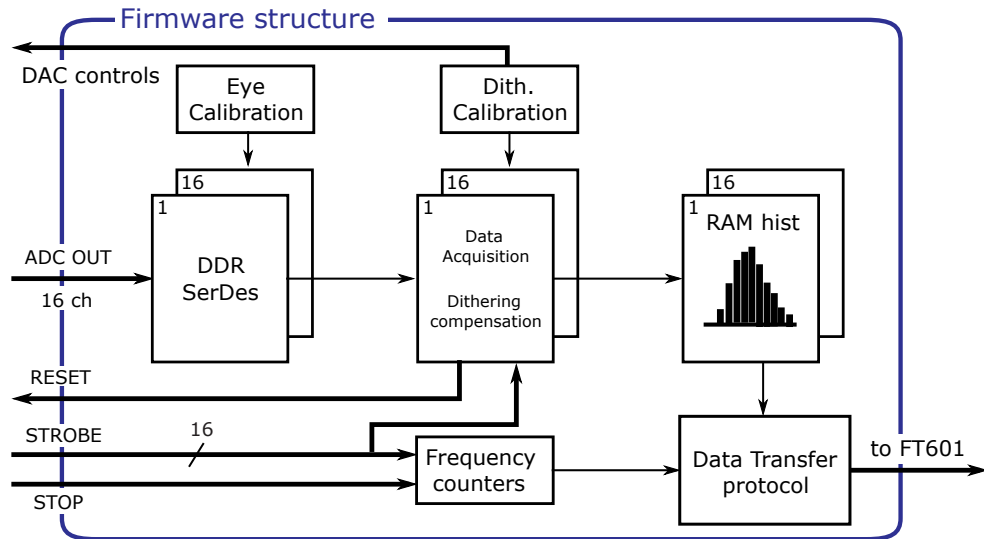 Firmware structure
DAC controls
Eye
Calibration
Dith.
Calibration
16
1
DDR
SerDes
16
1
Data
Acquisition
Dithering
compensation
16
1
RAM hist
ADC OUT
16 ch
RESET
STROBE
16
STOP
Frequency
counters
Data Transfer
protocol
to FT601